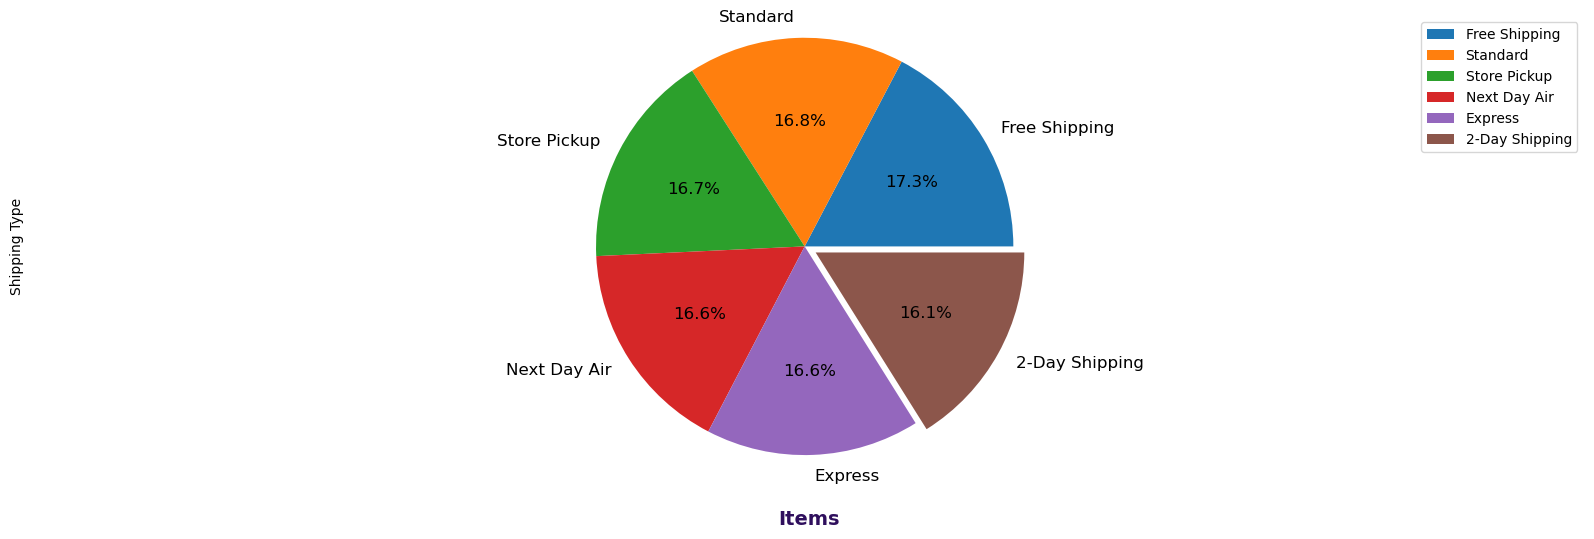 Standard
Free Shipping
Store Pickup
16.8%
17.3%
16.7%
16.6%
16.1%
16.6%
Next Day Air
2-Day Shipping
Express
Shipping Type
Items
Free Shipping
Standard
Store Pickup
Next Day Air
Express
2-Day Shipping